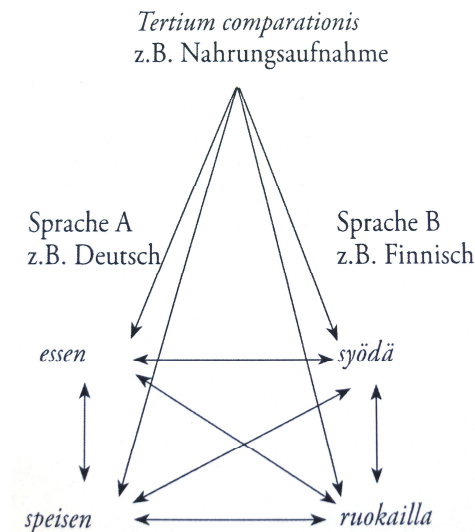 Tertium comparationis
z.B. Nahrungsaufnahme
Sprache A
z.B. Deutsch
Sprache B
z.B. Finnisch
essen
syödä
speisen
ruokailla